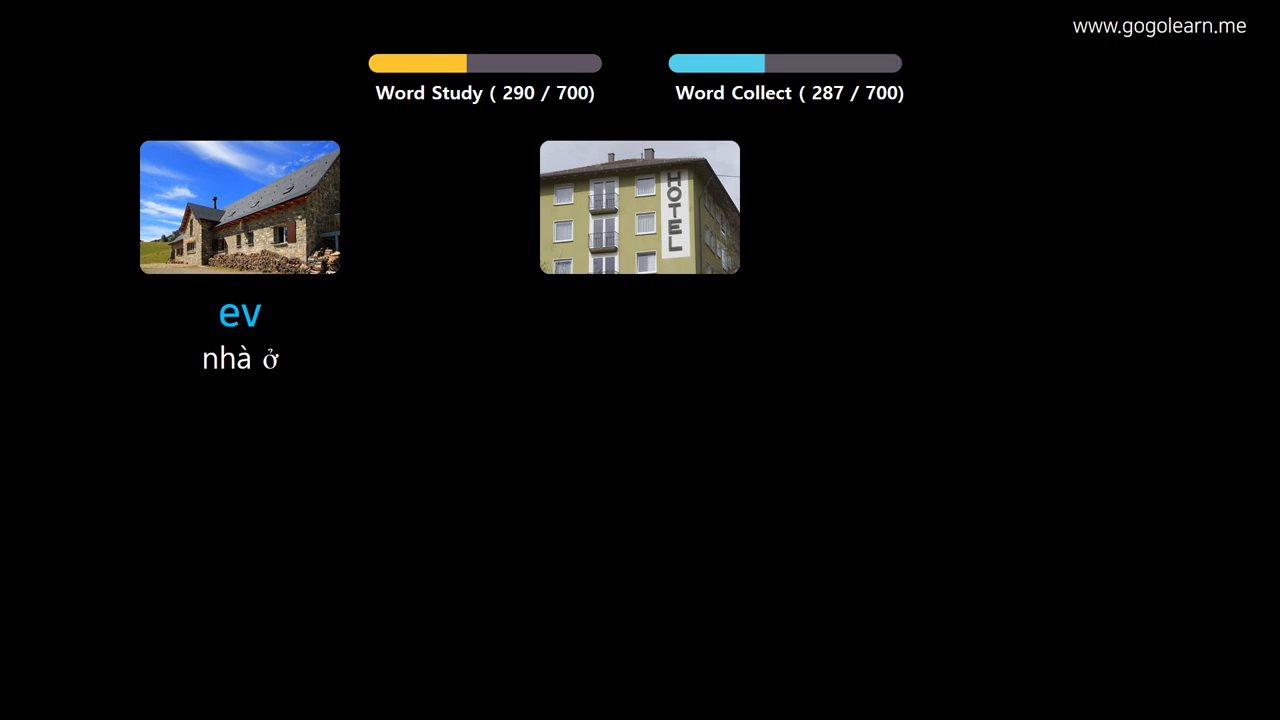 www.gogolearn.me
Word Study ( 290 / 700)
Word Collect ( 287 / 700)
HOTEL
ev
nhà ở